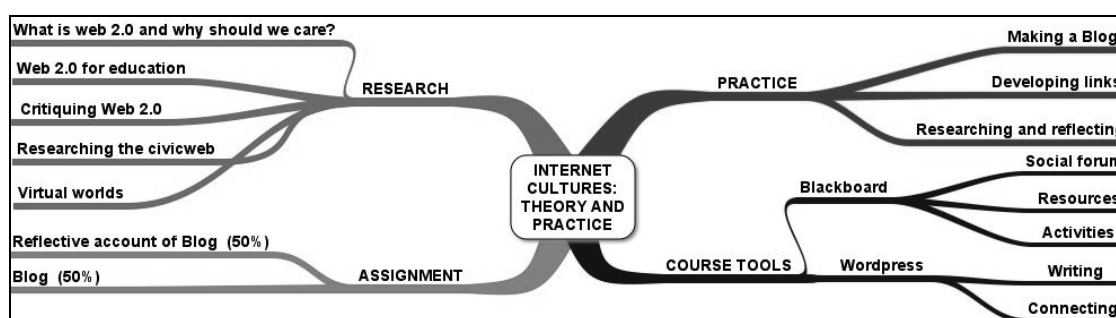 What is web 2.0 and why should we care?
Web 2.0 for education
Critiquing Web 2.0
Researching the civicweb
Virtual worlds
RESEARCH
Reflective account of Blog (50%)
Blog (50%)
ASSIGNMENT
INTERNET
CULTURES:
THEORY AND
PRACTICE
PRACTICE
Making a Blog
Developing links
Researching and reflecting
COURSE TOOLS
Blackboard
Social forum
Resources
Activities
Wordpress
Writing
Connecting